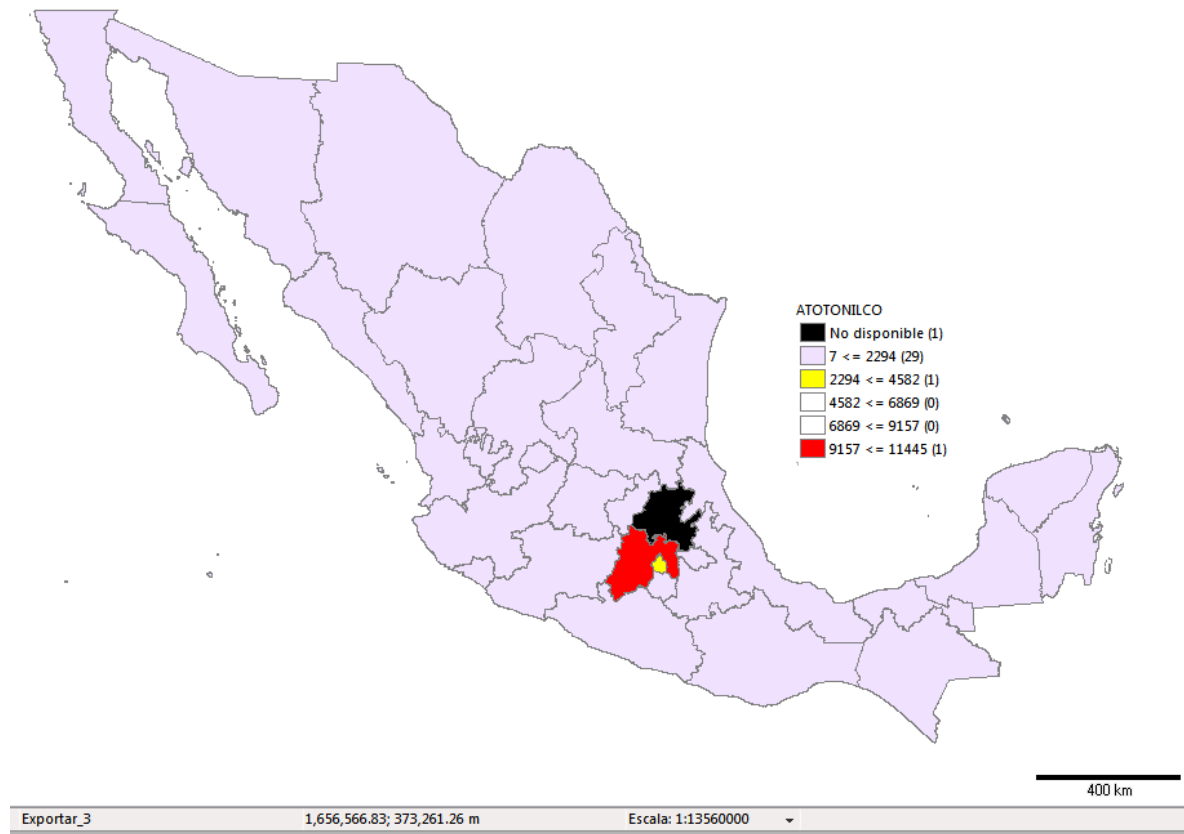 ATOTONILCO
No disponible (1)
7 <= 2294 (29)
2294 <= 4582 (1)
4582 <= 6869 (0)
6869 <= 9157 (0)
9157 <= 11445 (1)
400 km
Exportar_3 1,656,566.83; 373,261.26 m Escala: 1:13560000